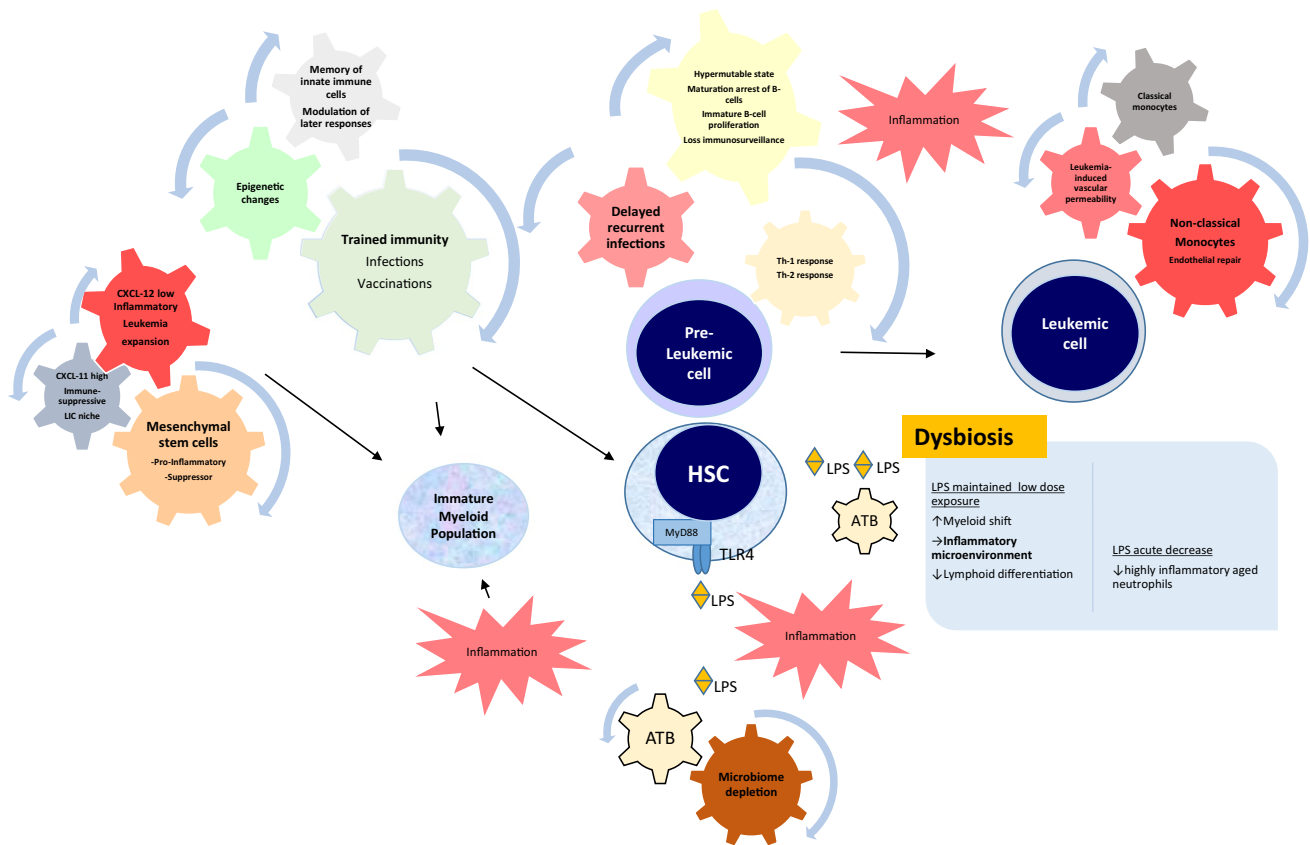 Memory of
innate immune
cells
Modulation of
later responses
Epigenetic
changes
Trained immunity
Infections
Vaccinations
CXCL-12 low
Inflammatory
Leukemia
expansion
CXCL-11 high
Immune-
suppressive
LIC niche
Mesenchymal
stem cells
-Pro-Inflammatory
-Suppressor
Hypermutable state
Maturation arrest of B-
cells
Immature B-cell
proliferation
Loss immunosurveillance
Delayed
recurrent
infections
Th-1 response
Th-2 response
Inflammation
Classical
monocytes
Leukemia-
induced
vascular
permeability
Non-classical
Monocytes
Endothelial repair
Pre-
Leukemic
cell
Leukemic
cell
Immature
Myeloid
Population
HSC
MyD88
TLR4
LPS
LPS
ATB
LPS
Inflammation
Inflammation
LPS
ATB
Microbiome
depletion
Dysbiosis
LPS maintained low dose
exposure
↑Myeloid shift
→Inflammatory
microenvironment
↓Lymphoid differentiation
LPS acute decrease
↓highly inflammatory aged
neutrophils